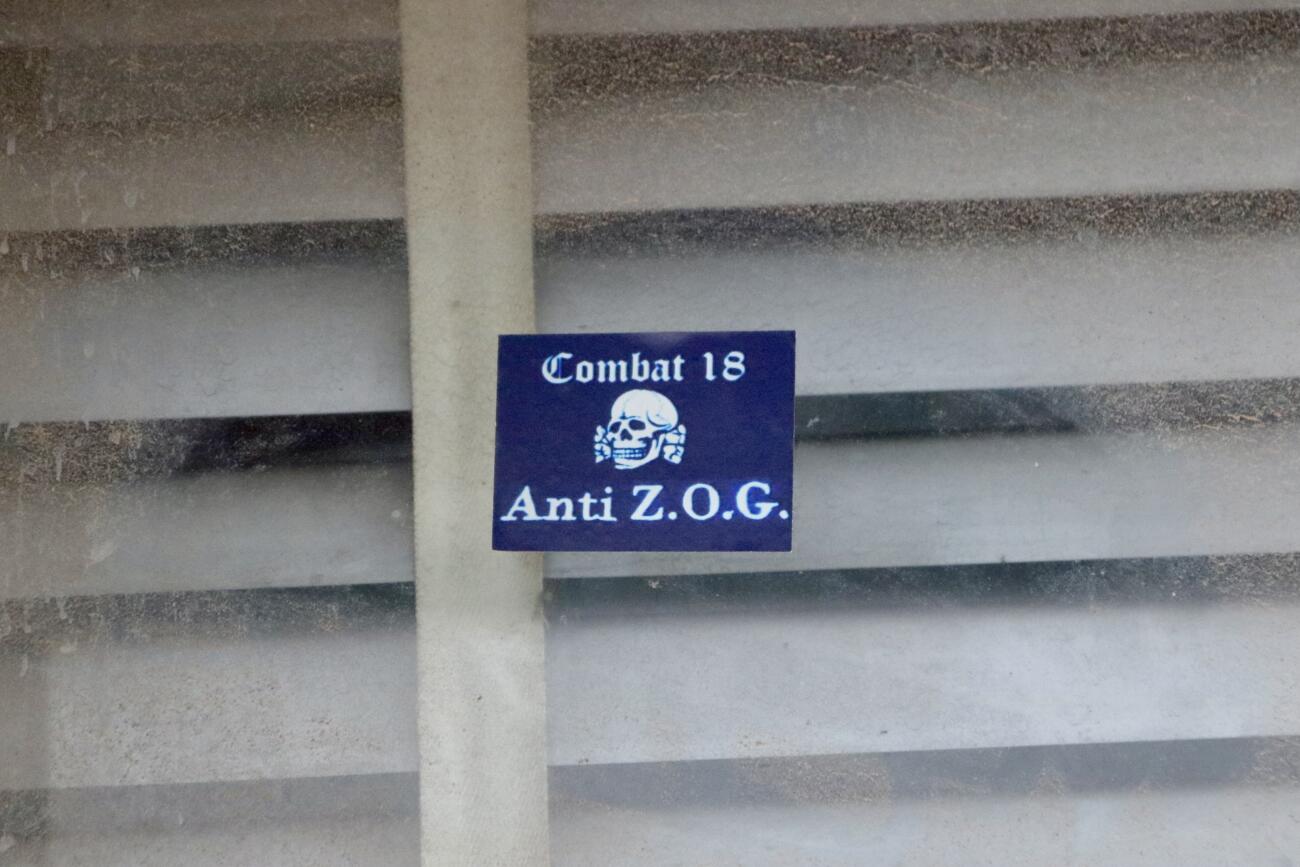 Combat 18
Anti Z.O.G.